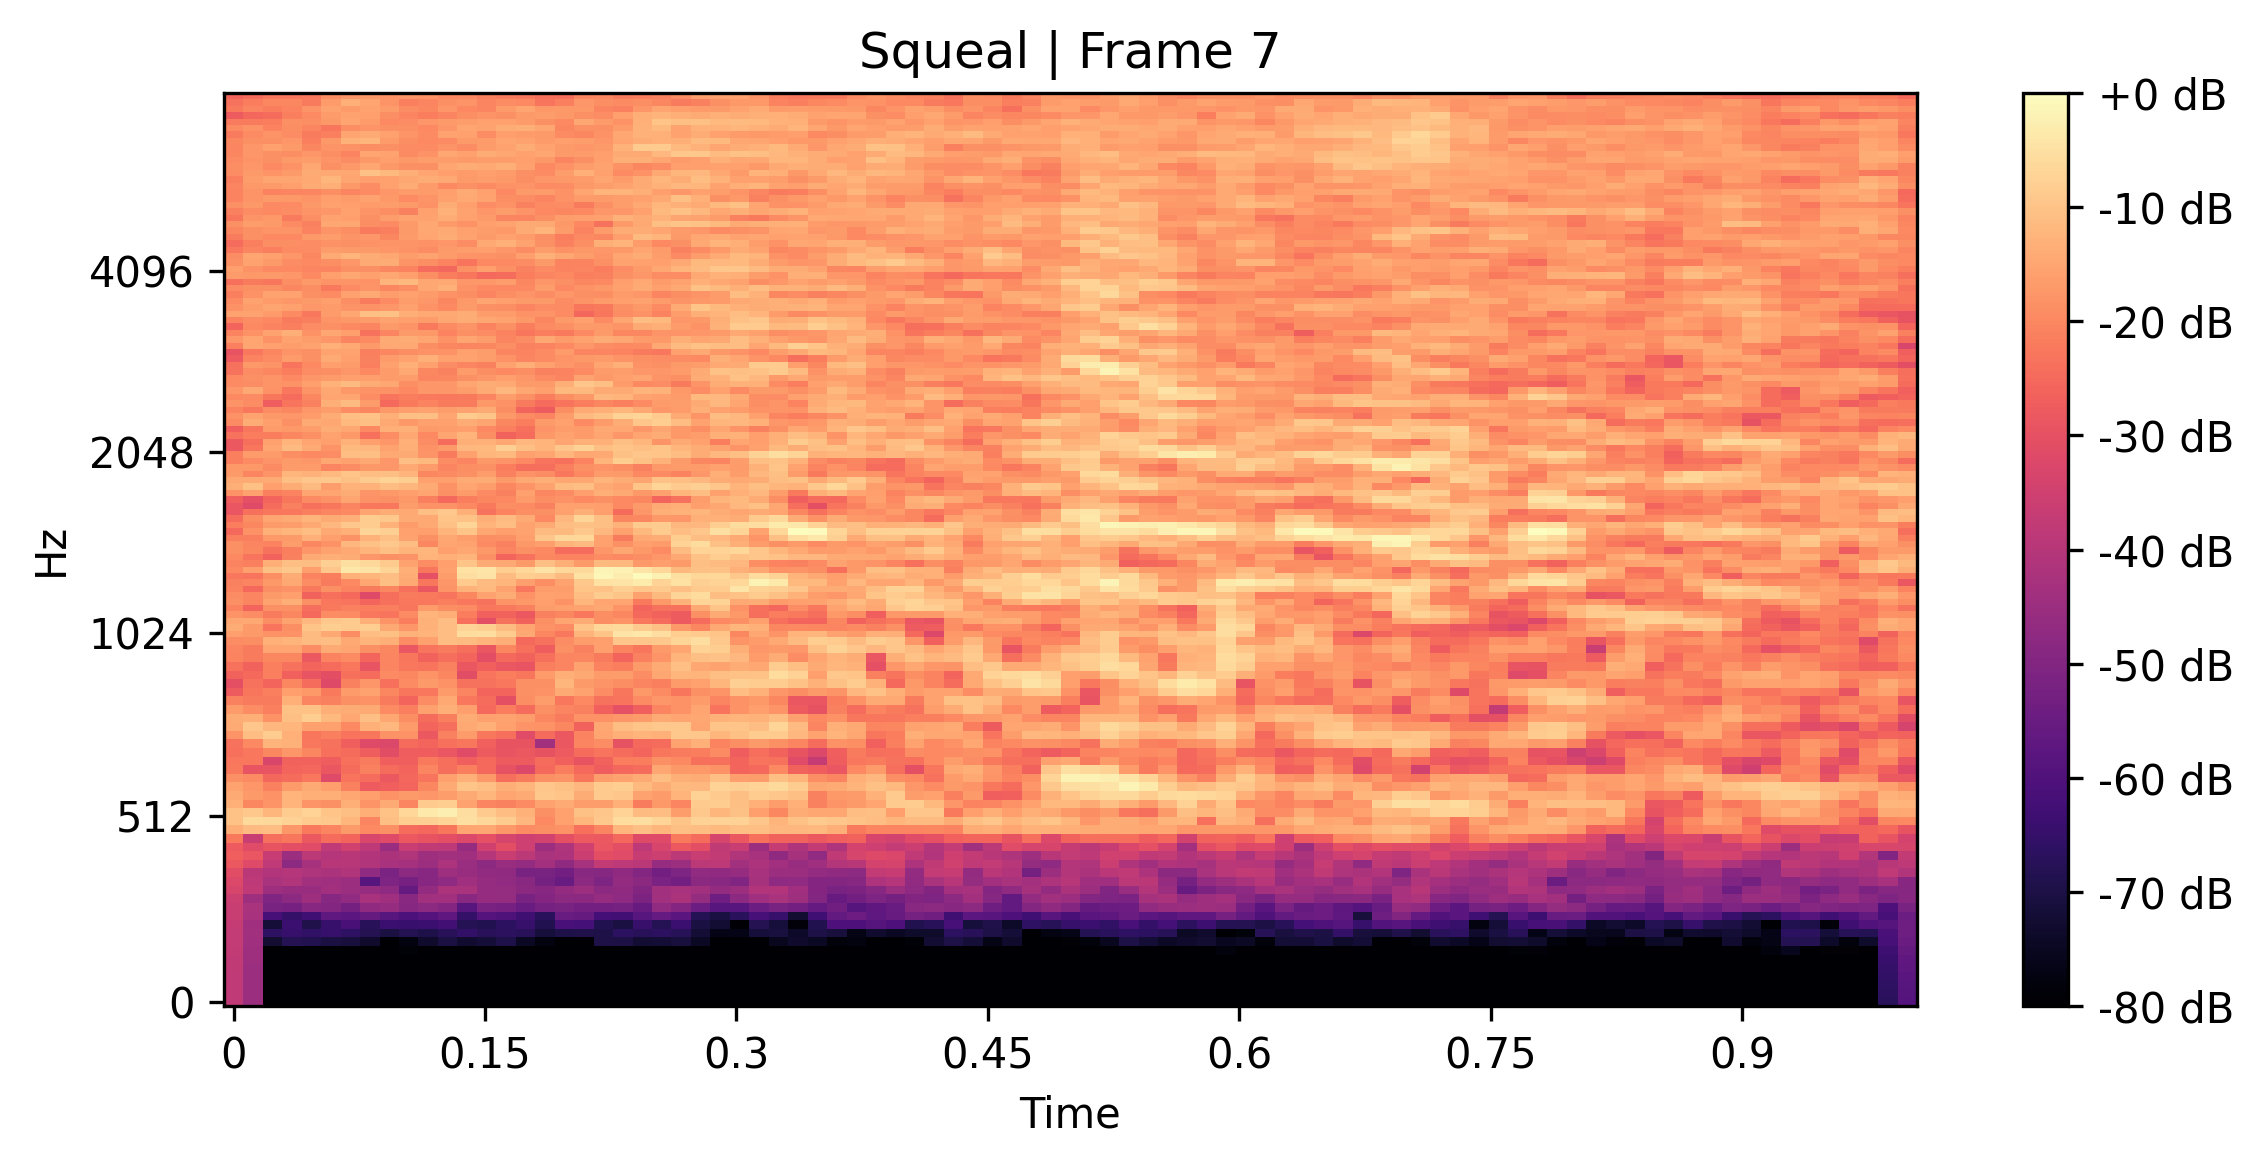 Squeal | Frame 7
Hz
4096
2048
1024
512
0
0 0.15 0.3 0.45 0.6 0.75 0.9
Time
+0 dB
-10 dB
-20 dB
-30 dB
-40 dB
-50 dB
-60 dB
-70 dB
-80 dB